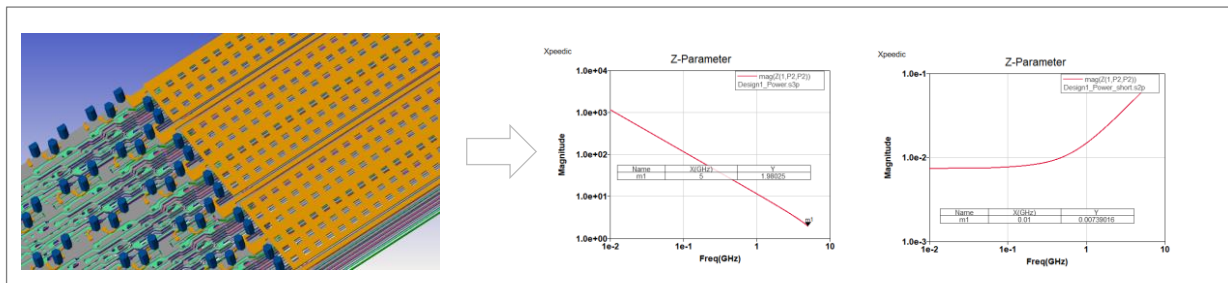 Xpeedic
Z-Parameter
mag(Z(1,P2,P2))
Design1_Power.s3p
1.0e+04
1.0e+03
1.0e+02
1.0e+01
1.0e+00
Magnitude
Name X(GHz) Y
m1 5 1.98025
m1
1e-2 1e-1 1 10
Freq(GHz)
Xpeedic
Z-Parameter
mag(Z(1,P2,P2))
Design1_Power_short.s2p
1.0e-1
1.0e-2
1.0e-3
Magnitude
Name X(GHz) Y
m1 0.01 0.00739016
1e-2 1e-1 1 10
Freq(GHz)